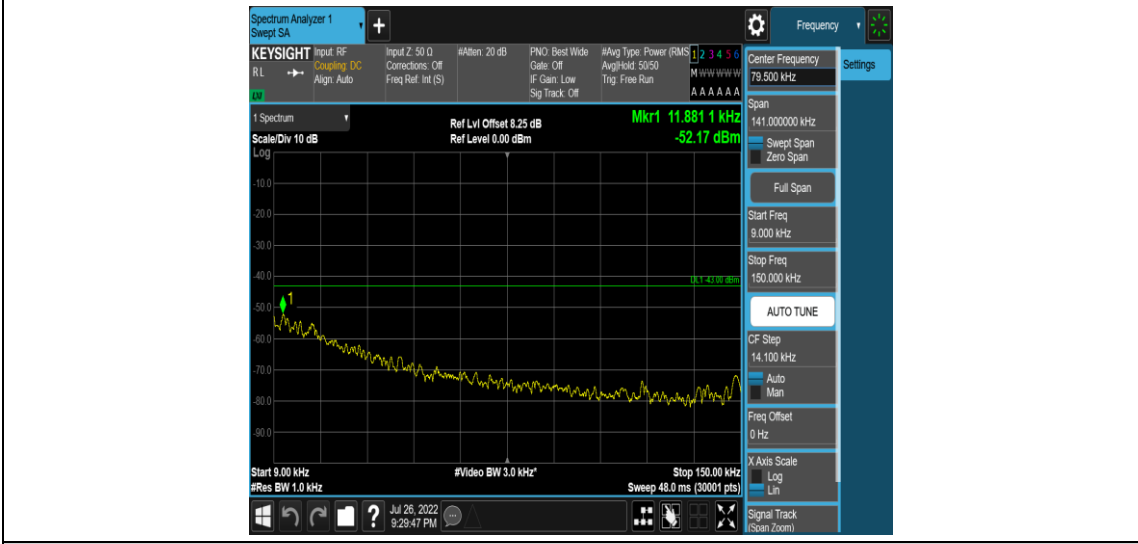 Spectrum Analyzer 1
Swept SA
+
Frequency
KEYSIGHT
RL
Input: RF
Coupling: DC
Align: Auto
Input Z: 50 Ω
Corrections: Off
Freq Ref: Int (S)
#Atten: 20 dB
PNO: Best Wide
Gate: Off
IF Gain: Low
Sig Track: Off
#Avg Type: Power (RMS
Avg|Hold: 50/50
Trig: Free Run
1 2 3 4 5 6
M W W W W W
A A A A A A
1 Spectrum
Scale/Div 10 dB
Ref Lvl Offset 8.25 dB
Ref Level 0.00 dBm
Mkr1 11.881 1 kHz
-52.17 dBm
Log
-10.0
-20.0
-30.0
-40.0
DL1 -43.00 dBm
1
-50.0
-60.0
-70.0
-80.0
-90.0
Start 9.00 kHz
#Video BW 3.0 kHz*
Stop 150.00 kHz
#Res BW 1.0 kHz
Sweep 48.0 ms (30001 pts)
?
Jul 26, 2022
9:29:47 PM
Center Frequency
79.500 kHz
Settings
Span
141.000000 kHz
Swept Span
Zero Span
Full Span
Start Freq
9.000 kHz
Stop Freq
150.000 kHz
AUTO TUNE
CF Step
14.100 kHz
Auto
Man
Freq Offset
0 Hz
X Axis Scale
Log
Lin
Signal Track
(Span Zoom)